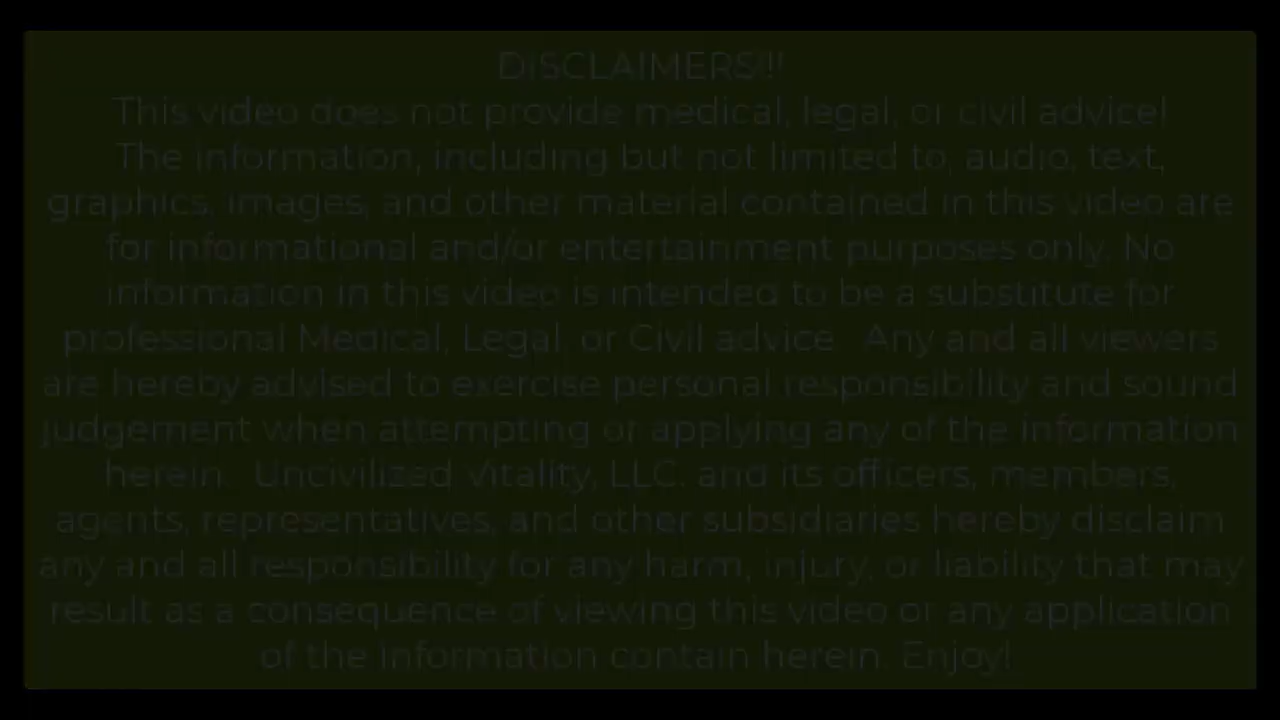 DISCLAIMERS!!!
This video does not provide medical, legal, or civil advice!
The information, including but not limited to, audio, text,
graphics, images, and other material contained in this video are
for informational and/or entertainment purposes only. No
information in this video is intended to be a substitute for
professional Medical, Legal, or Civil advice. Any and all viewers
are hereby advised to exercise personal responsibility and sound
judgement when attempting or applying any of the information
herein. Uncivilized Vitality, LLC. and its officers, members,
agents, representatives, and other subsidiaries hereby disclaim
any and all responsibility for any harm, injury, or liability that may
result as a consequence of viewing this video or any application
of the information contain herein. Enjoy!